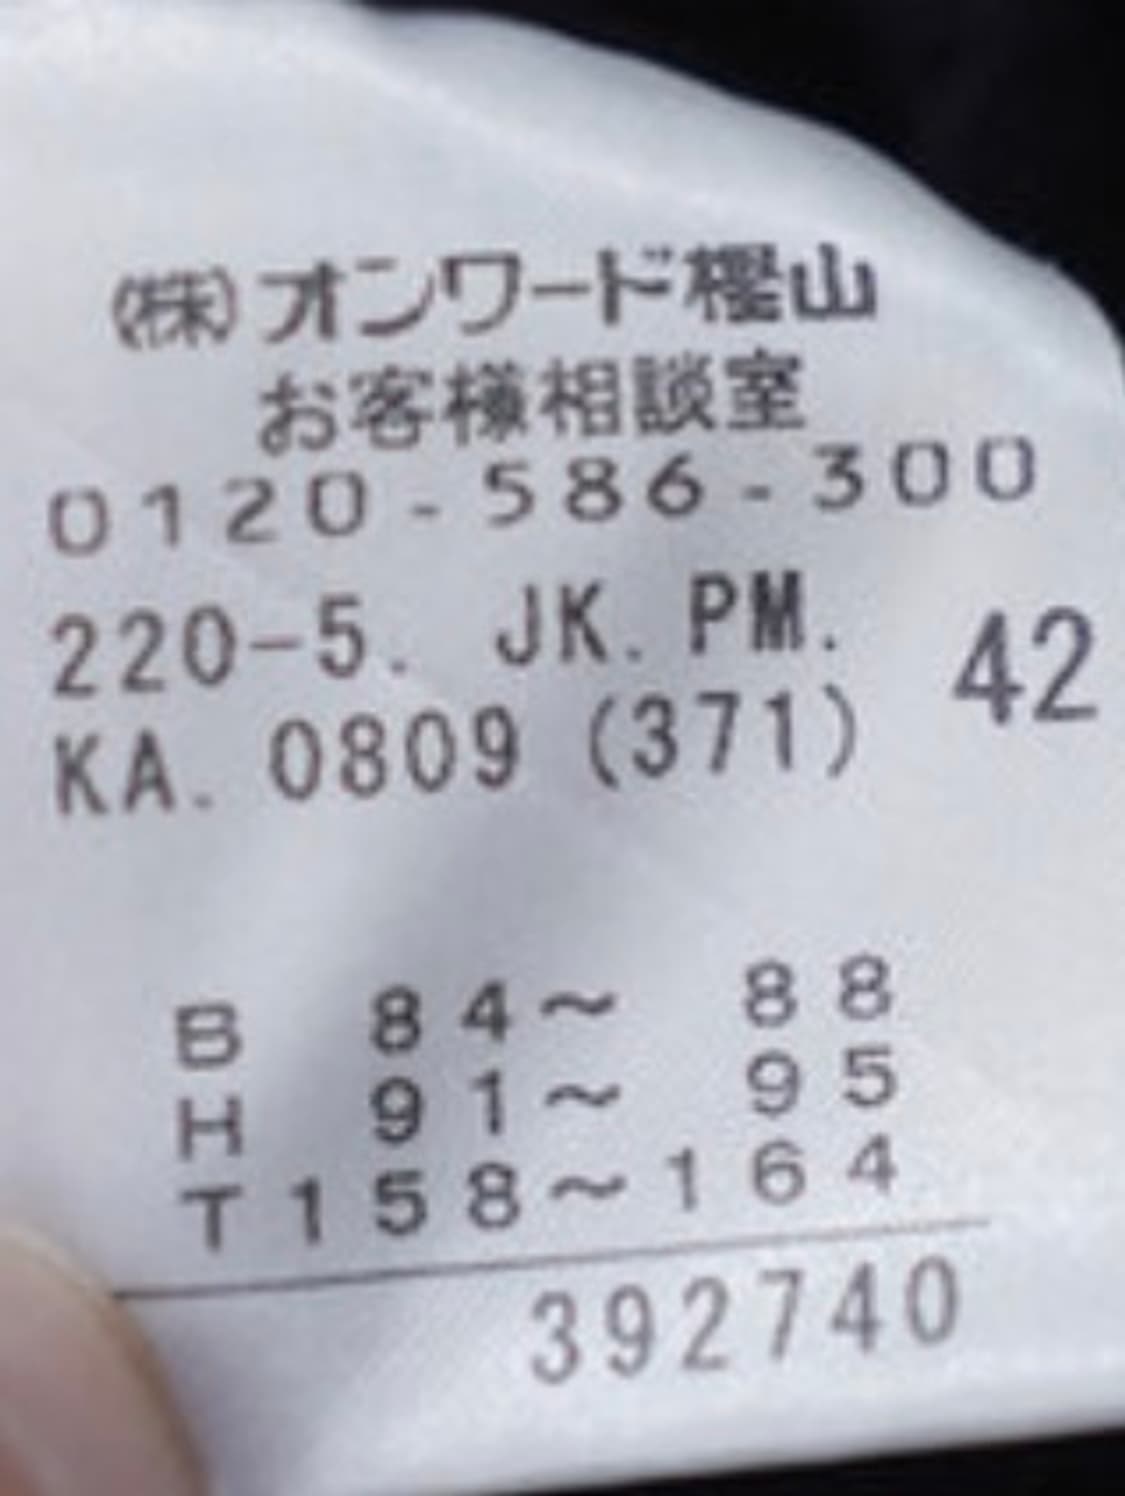 (株)オンワード樫山
お客様相談室
0120-586-300
220-5. JK. PM. 42
KA. 0809 (371)
B 84~ 88
H 91~ 95
T158~164
392740